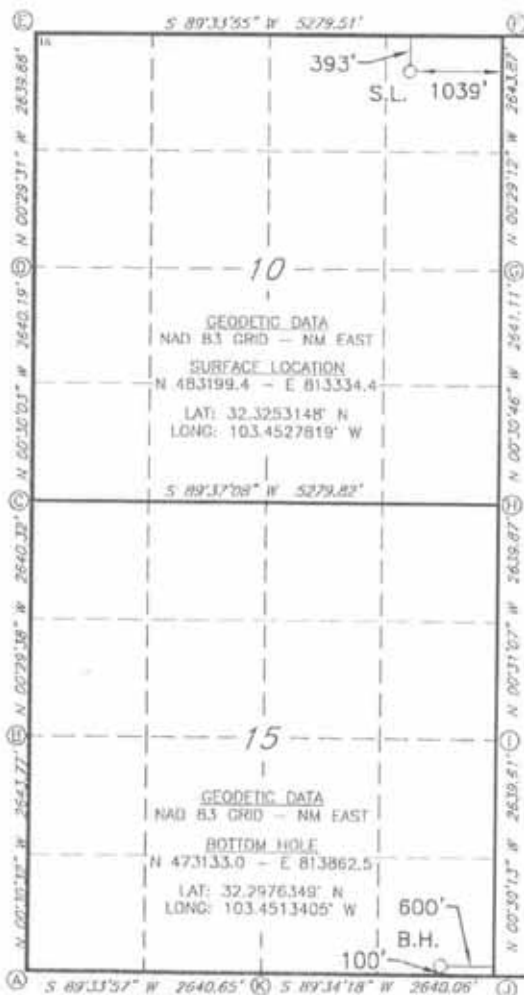 Ⓔ S 89°33'55" W 5279.51' Ⓕ
393'
S.L. 1039'
N 00°29'31" W 2639.88'
N 00°29'12" W 2643.87'
Ⓓ 10 Ⓖ
GEODETIC DATA
NAD 83 GRID - NM EAST
SURFACE LOCATION
N 483199.4 - E 813334.4
LAT: 32.3253148° N
LONG: 103.4527819° W
N 00°30'03" W 2640.19'
N 00°30'46" W 2641.11'
Ⓒ S 89°37'08" W 5279.82' Ⓗ
N 00°29'38" W 2640.32'
N 00°31'07" W 2639.87'
Ⓑ 15 Ⓘ
GEODETIC DATA
NAD 83 GRID - NM EAST
BOTTOM HOLE
N 473133.0 - E 813862.5
LAT: 32.2976349° N
LONG: 103.4513405° W
W 2643.77'
N 00°30'13" W 2639.61'
600'
B.H.
100'
Ⓐ S 89°33'57" W 2640.65' Ⓚ S 89°34'18" W 2640.06' Ⓙ